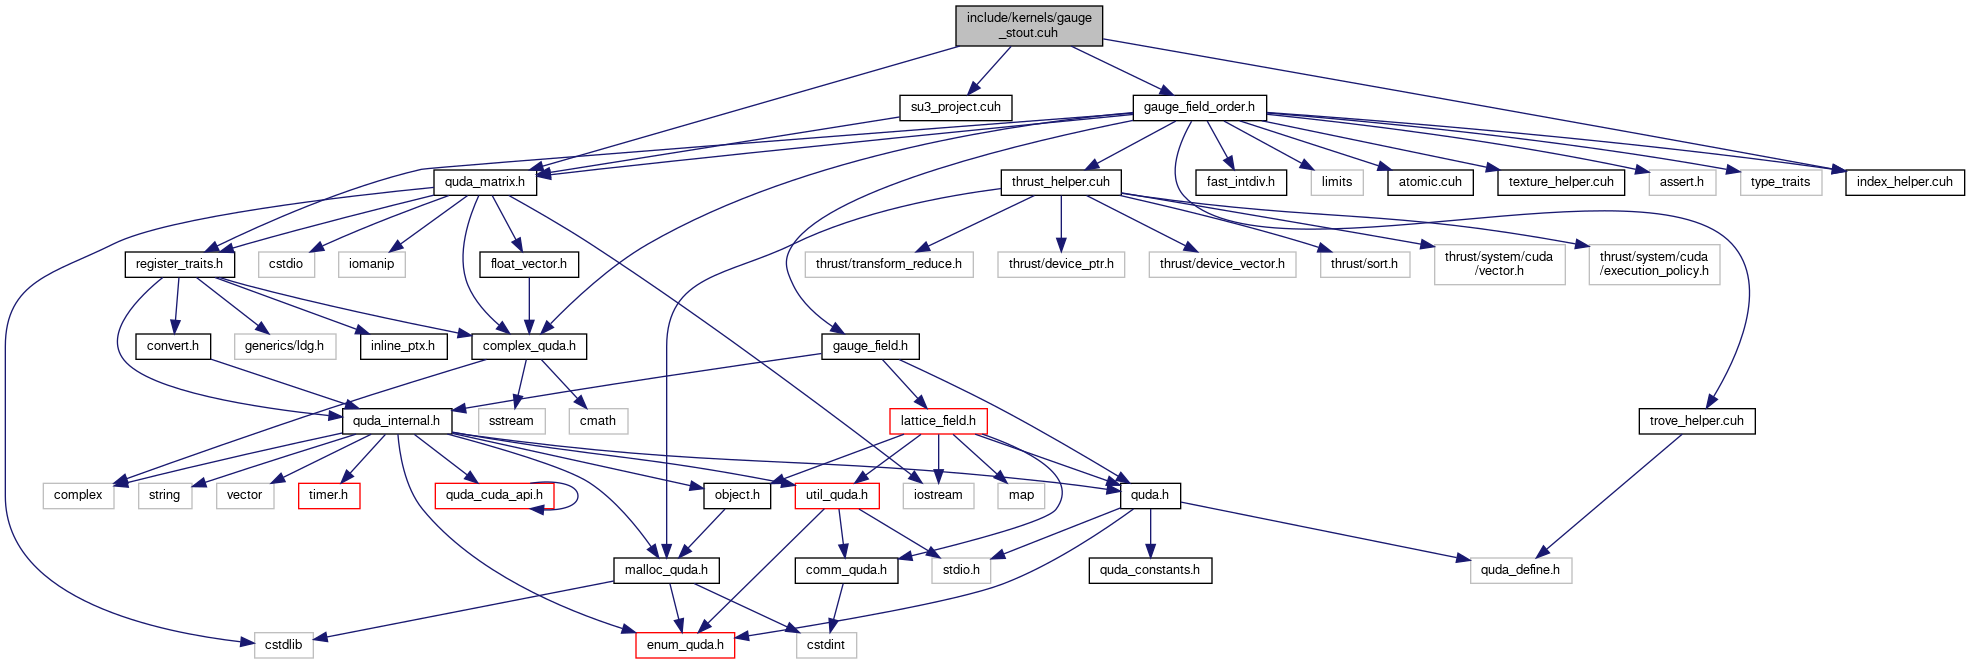 include/kernels/gauge
_stout.cuh
su3_project.cuh
gauge_field_order.h
quda_matrix.h
thrust_helper.cuh
fast_intdiv.h
limits
atomic.cuh
texture_helper.cuh
assert.h
type_traits
index_helper.cuh
register_traits.h
cstdio
iomanip
float_vector.h
thrust/transform_reduce.h
thrust/device_ptr.h
thrust/device_vector.h
thrust/sort.h
thrust/system/cuda
/vector.h
thrust/system/cuda
/execution_policy.h
convert.h
generics/ldg.h
inline_ptx.h
complex_quda.h
gauge_field.h
quda_internal.h
sstream
cmath
lattice_field.h
trove_helper.cuh
complex
string
vector
timer.h
quda_cuda_api.h
object.h
util_quda.h
iostream
map
quda.h
malloc_quda.h
comm_quda.h
stdio.h
quda_constants.h
quda_define.h
cstdlib
enum_quda.h
cstdint